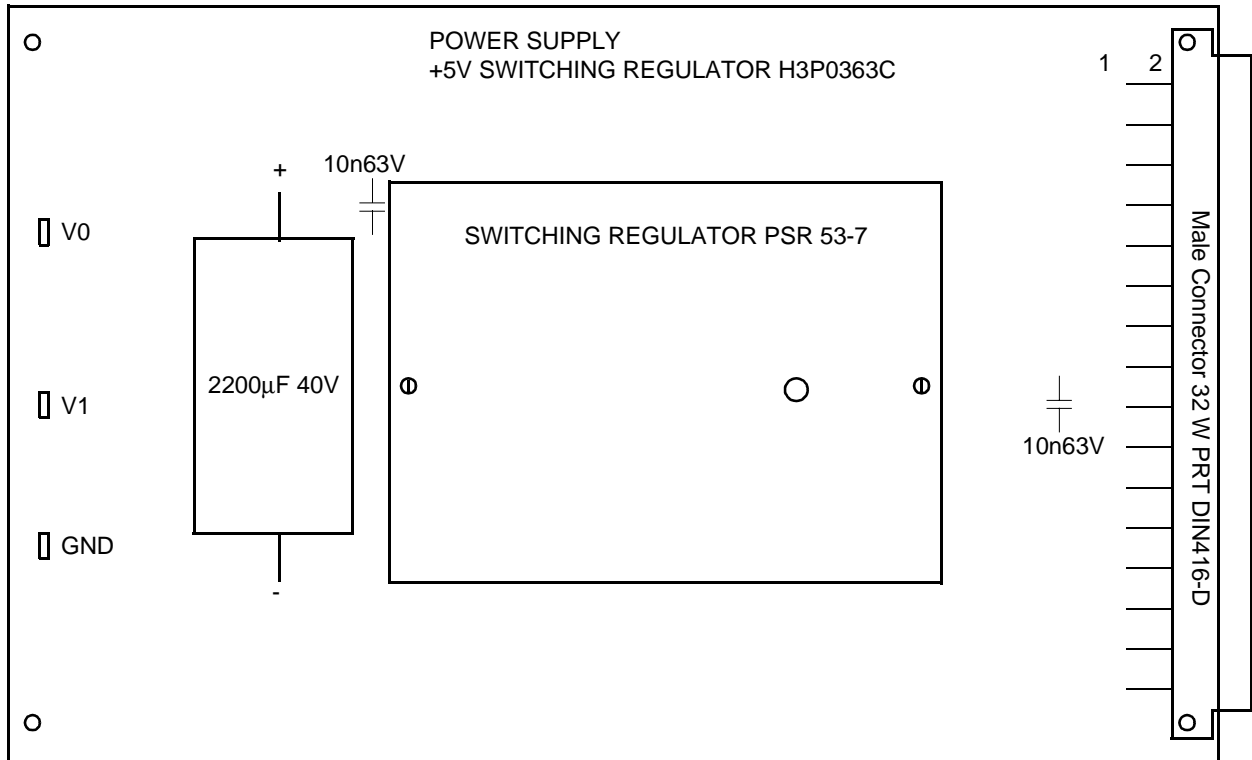 POWER SUPPLY
+5V SWITCHING REGULATOR H3P0363C
1 2
+
10n63V
V0
SWITCHING REGULATOR PSR 53-7
2200µF 40V
V1
10n63V
GND
-
Male Connector 32 W PRT DIN416-D